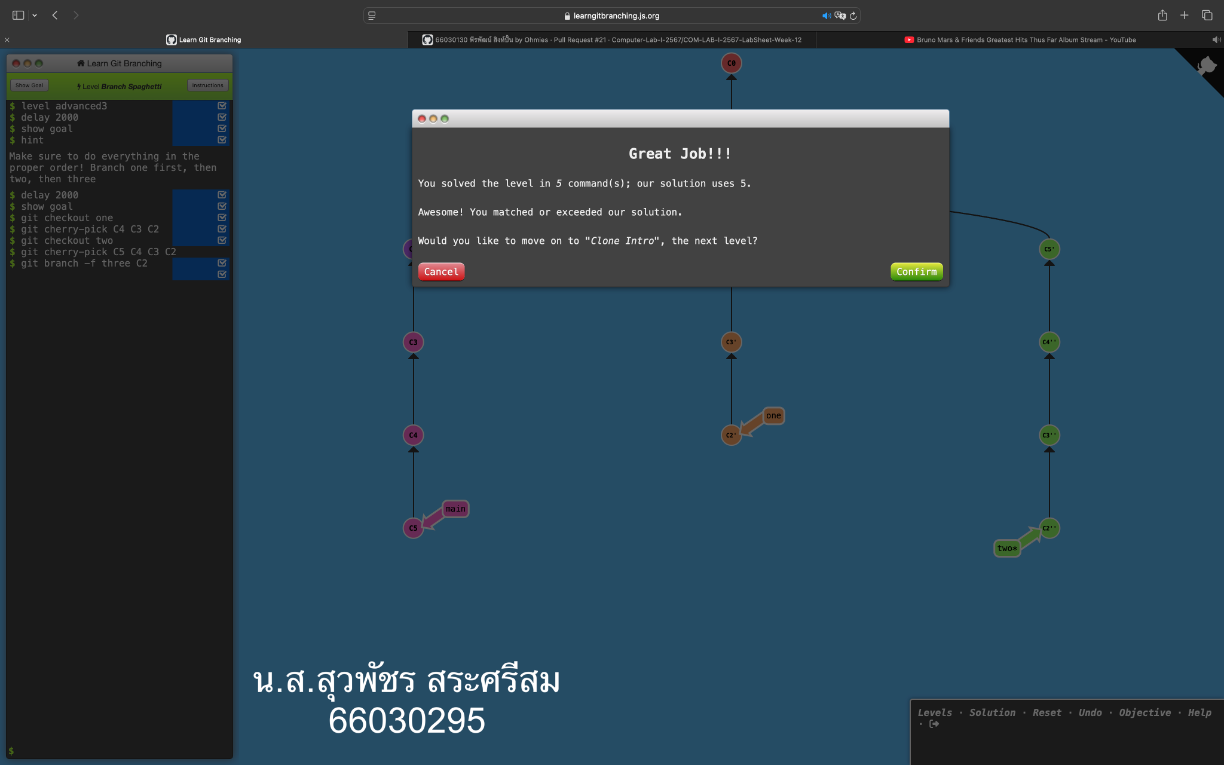 learngitbranching.js.org
Learn Git Branching
66030130 พีรพัฒน์ สิงห์ปั้น by Ohmies · Pull Request #21 · Computer-Lab-I-2567/COM-LAB-I-2567-LabSheet-Week-12
Bruno Mars & Friends Greatest Hits Thus Far Album Stream - YouTube
Learn Git Branching
Show Goal
Level Branch Spaghetti
Instructions
$ level advanced3
$ delay 2000
$ show goal
$ hint
Make sure to do everything in the
proper order! Branch one first, then
two, then three
$ delay 2000
$ show goal
$ git checkout one
$ git cherry-pick C4 C3 C2
$ git checkout two
$ git cherry-pick C5 C4 C3 C2
$ git branch -f three C2
$
C0
Great Job!!!
You solved the level in 5 command(s); our solution uses 5.
Awesome! You matched or exceeded our solution.
Would you like to move on to "Clone Intro", the next level?
Cancel
Confirm
C5'
C3
C3'
C4''
one
C4
C2'
C3''
main
C5
C2''
two*
น.ส.สุวพัชร สระศรีสม
66030295
Levels · Solution · Reset · Undo · Objective · Help
·